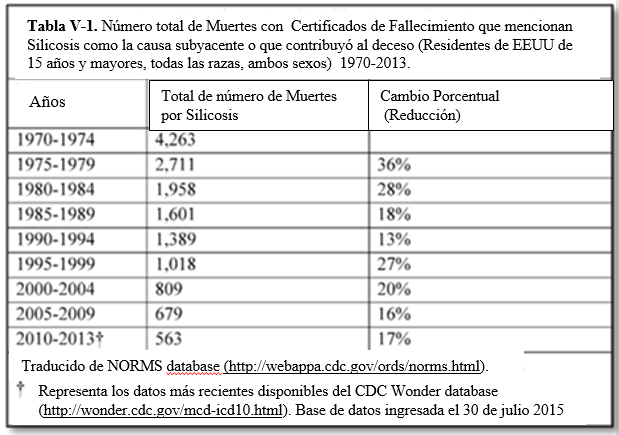 Tabla V-1. Número total de Muertes con Certificados de Fallecimiento que mencionan
Silicosis como la causa subyacente o que contribuyó al deceso (Residentes de EEUU de
15 años y mayores, todas las razas, ambos sexos) 1970-2013.
Años Total de número de Muertes por Silicosis Cambio Porcentual (Reducción)
1970-1974 4,263
1975-1979 2,711 36%
1980-1984 1,958 28%
1985-1989 1,601 18%
1990-1994 1,389 13%
1995-1999 1,018 27%
2000-2004 809 20%
2005-2009 679 16%
2010-2013† 563 17%
Traducido de NORMS database (http://webappa.cdc.gov/ords/norms.html).
† Representa los datos más recientes disponibles del CDC Wonder database
(http://wonder.cdc.gov/mcd-icd10.html). Base de datos ingresada el 30 de julio 2015